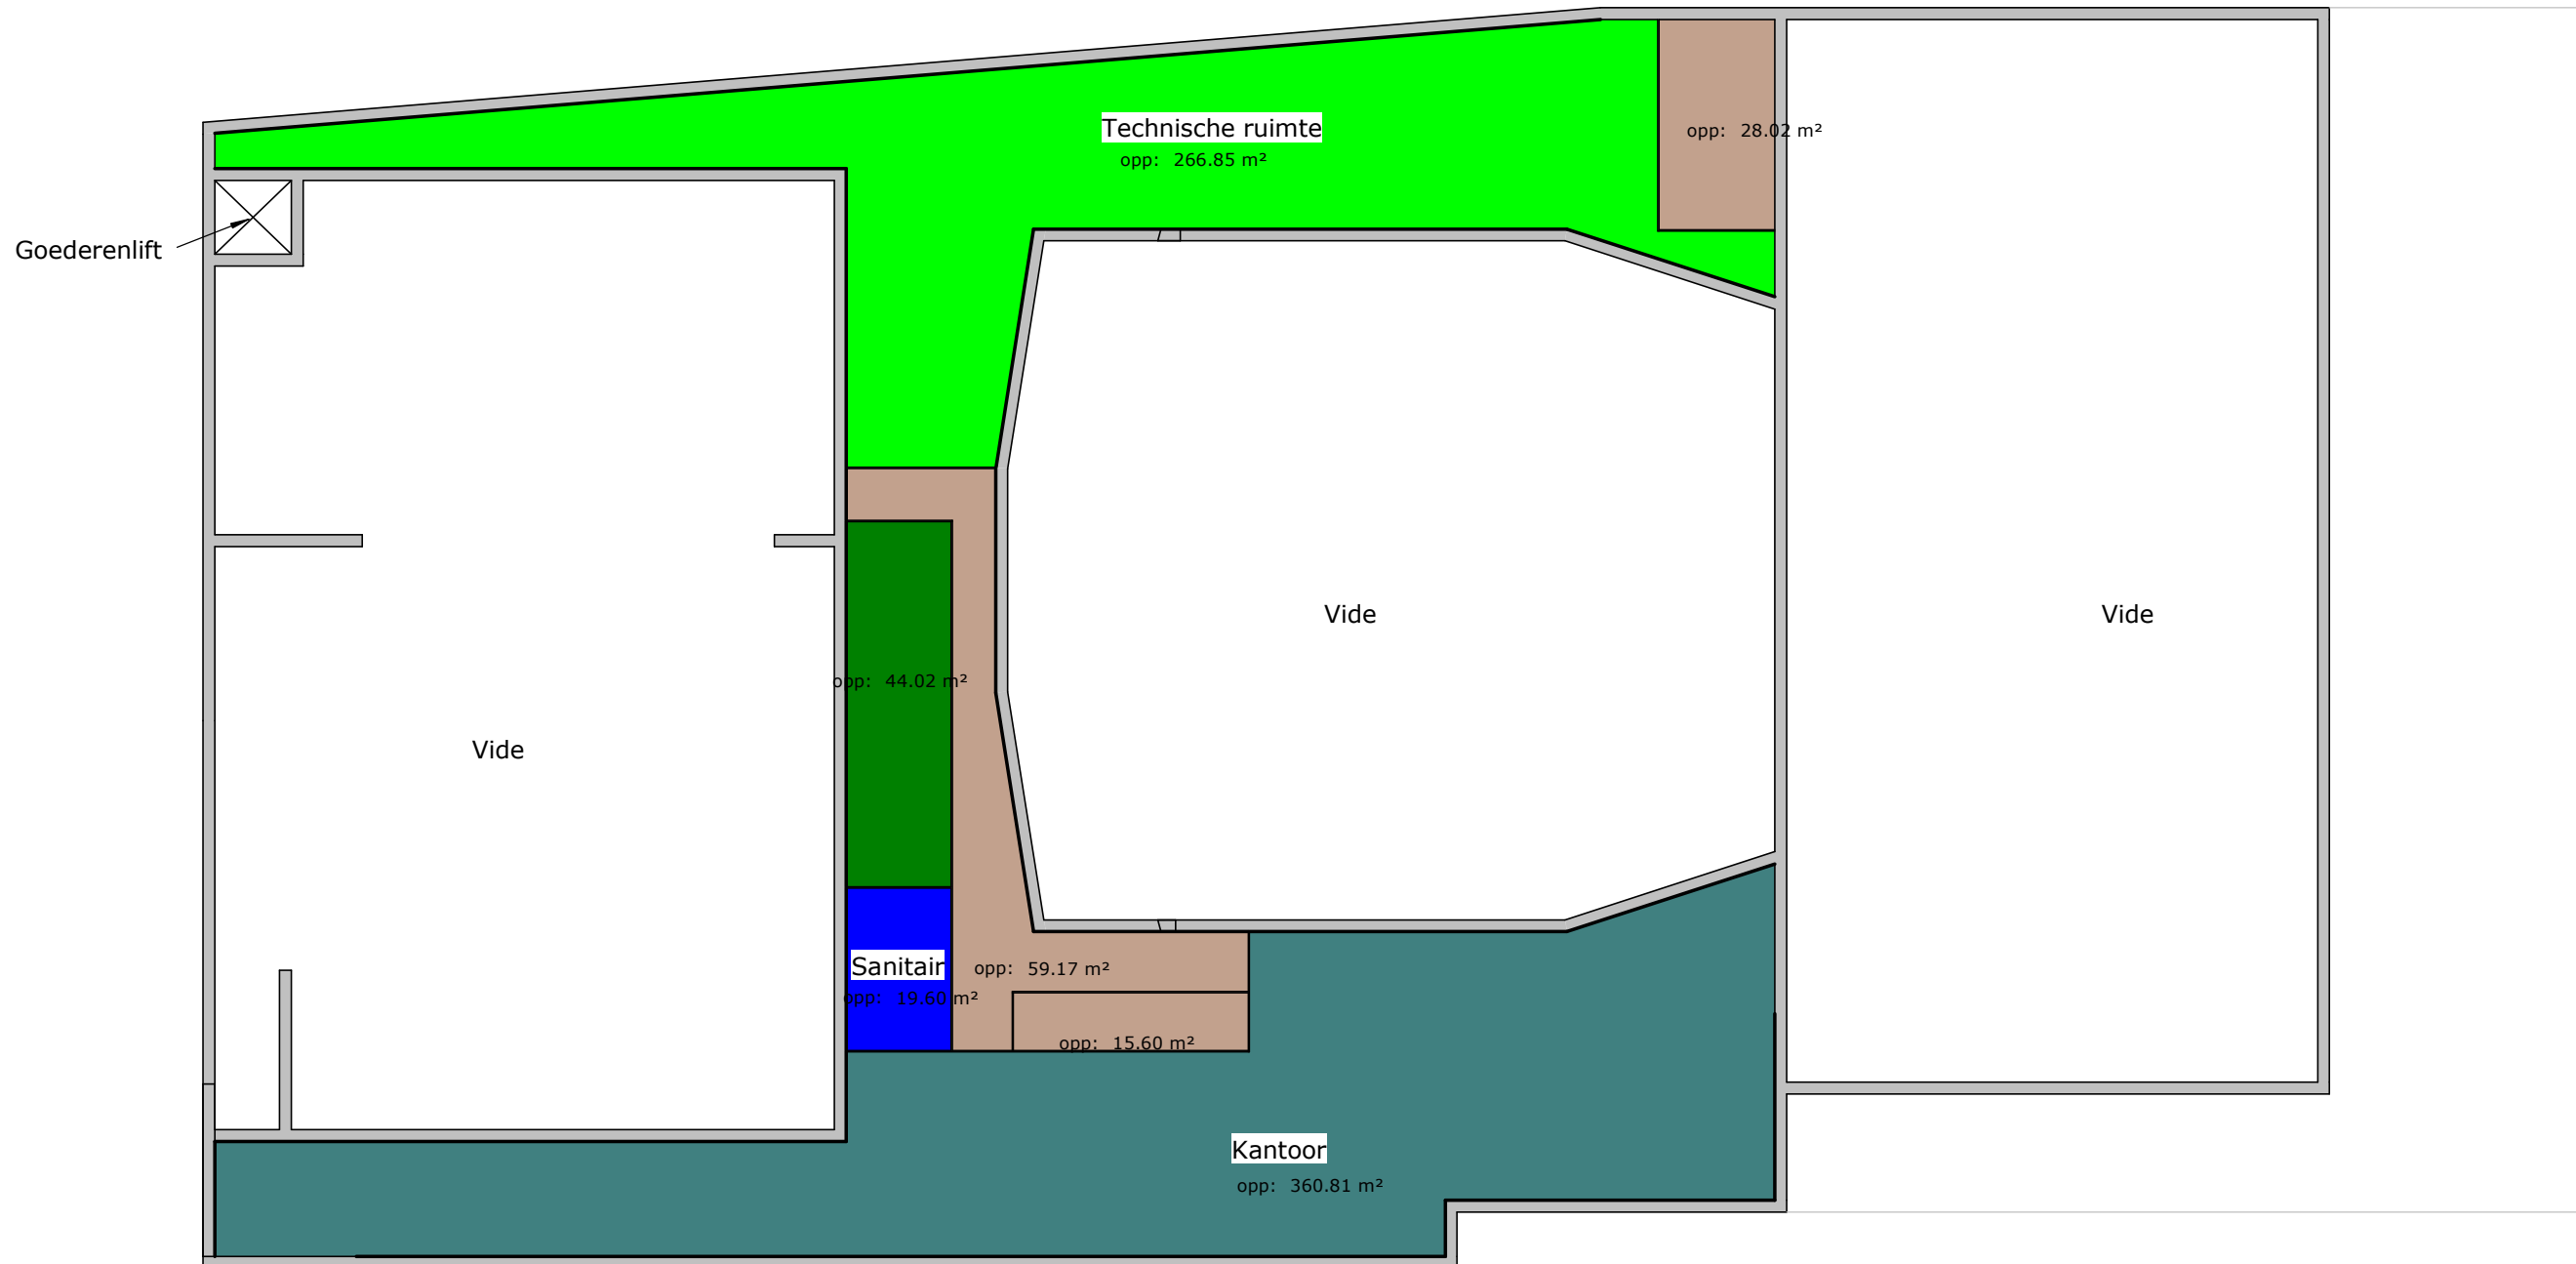 Technische ruimte
opp: 266.85 m²
opp: 28.02 m²
Goederenlift
Vide
Vide
opp: 44.02 m²
Vide
Sanitair
opp: 59.17 m²
opp: 19.60 m²
opp: 15.60 m²
Kantoor
opp: 360.81 m²